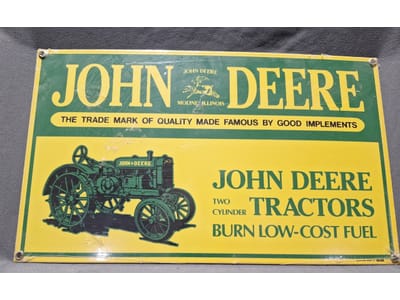 JOHN DEERE
JOHN DEERE
MOLINE, ILLINOIS
THE TRADE MARK OF QUALITY MADE FAMOUS BY GOOD IMPLEMENTS
JOHN DEERE
JOHN DEERE
TWO CYLINDER TRACTORS
BURN LOW-COST FUEL